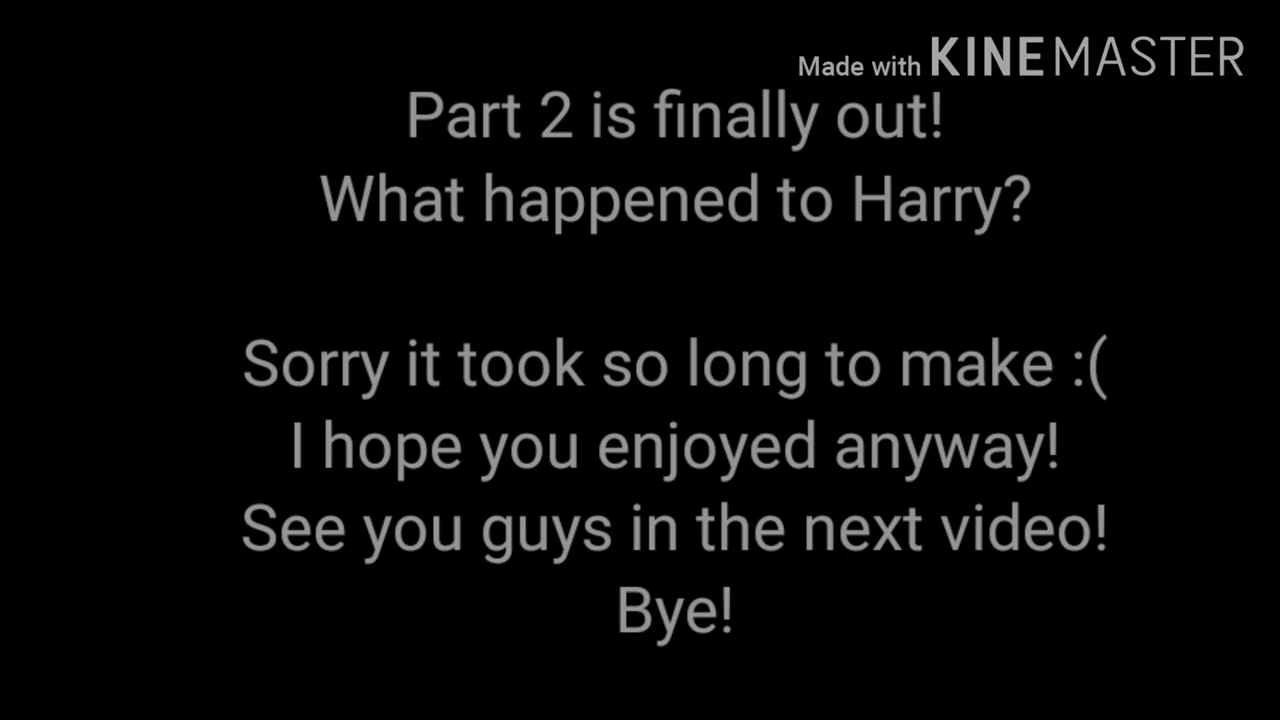 Made with KINEMASTER
Part 2 is finally out!
What happened to Harry?
Sorry it took so long to make :(
I hope you enjoyed anyway!
See you guys in the next video!
Bye!